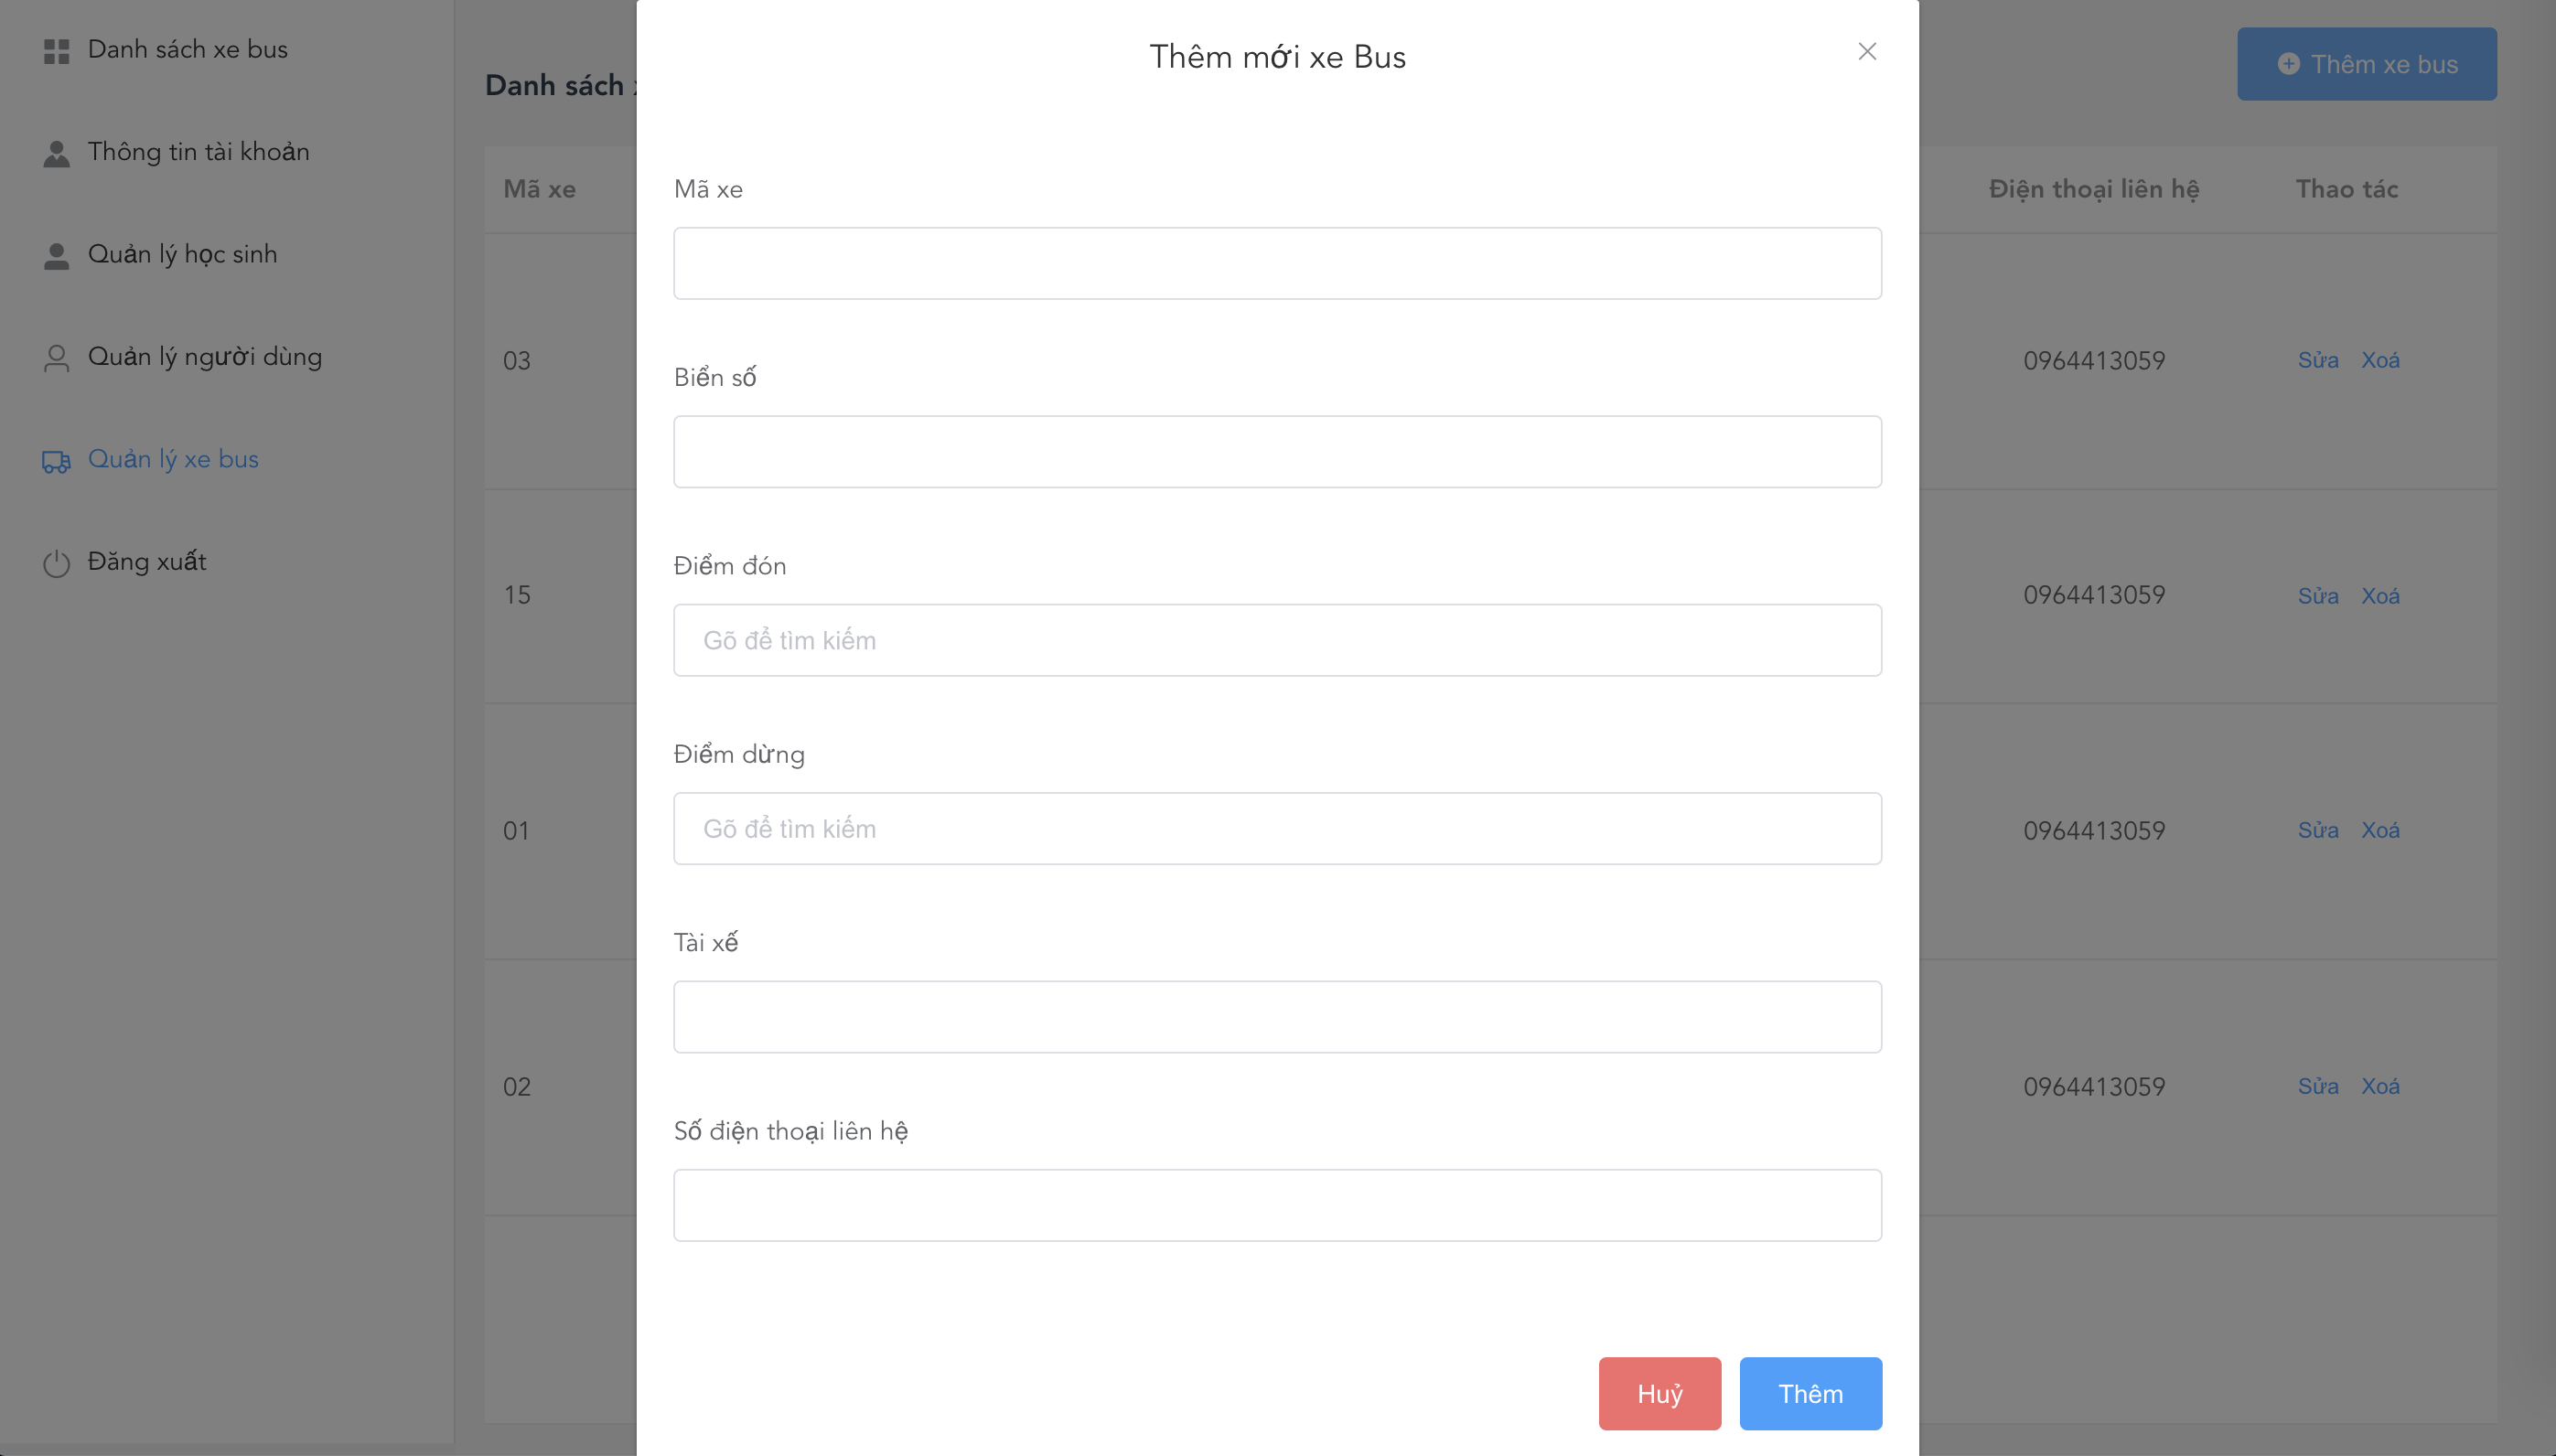 Danh sách xe bus
Thông tin tài khoản
Quản lý học sinh
Quản lý người dùng
Quản lý xe bus
Đăng xuất
Danh sách
Thêm xe bus
Mã xe
Điện thoại liên hệ
Thao tác
03
0964413059
Sửa Xoá
15
0964413059
Sửa Xoá
01
0964413059
Sửa Xoá
02
0964413059
Sửa Xoá
Thêm mới xe Bus
Mã xe
Biển số
Điểm đón
Gõ để tìm kiếm
Điểm dừng
Gõ để tìm kiếm
Tài xế
Số điện thoại liên hệ
Huỷ
Thêm